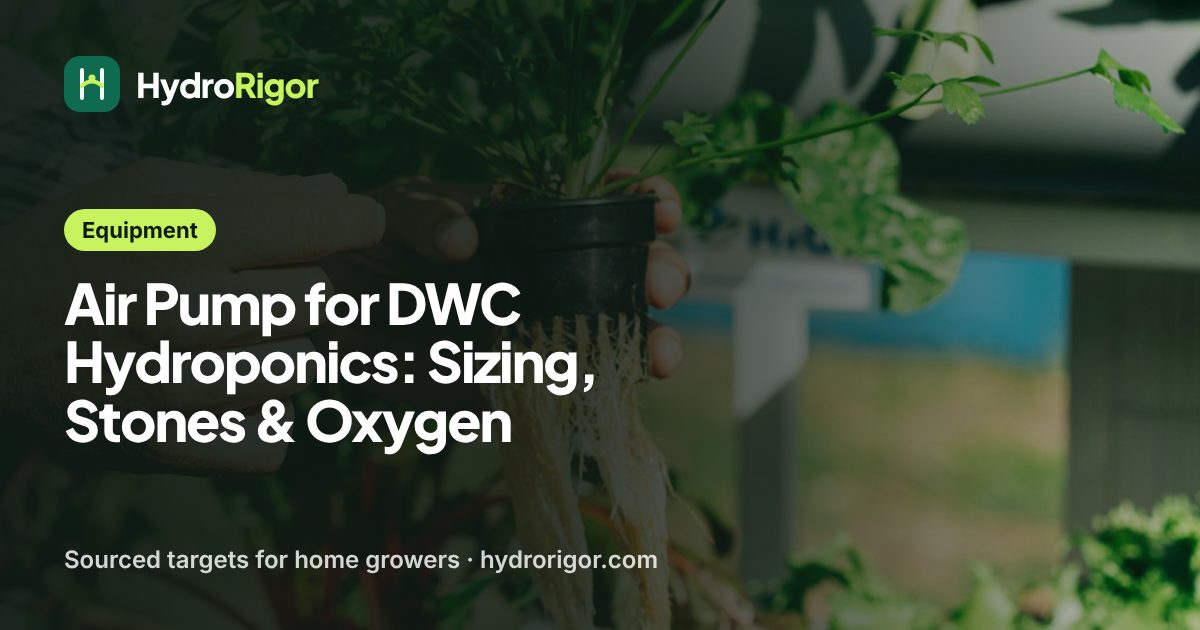 HydroRigor
Equipment
Air Pump for DWC
Hydroponics: Sizing,
Stones & Oxygen
Sourced targets for home growers · hydrorigor.com